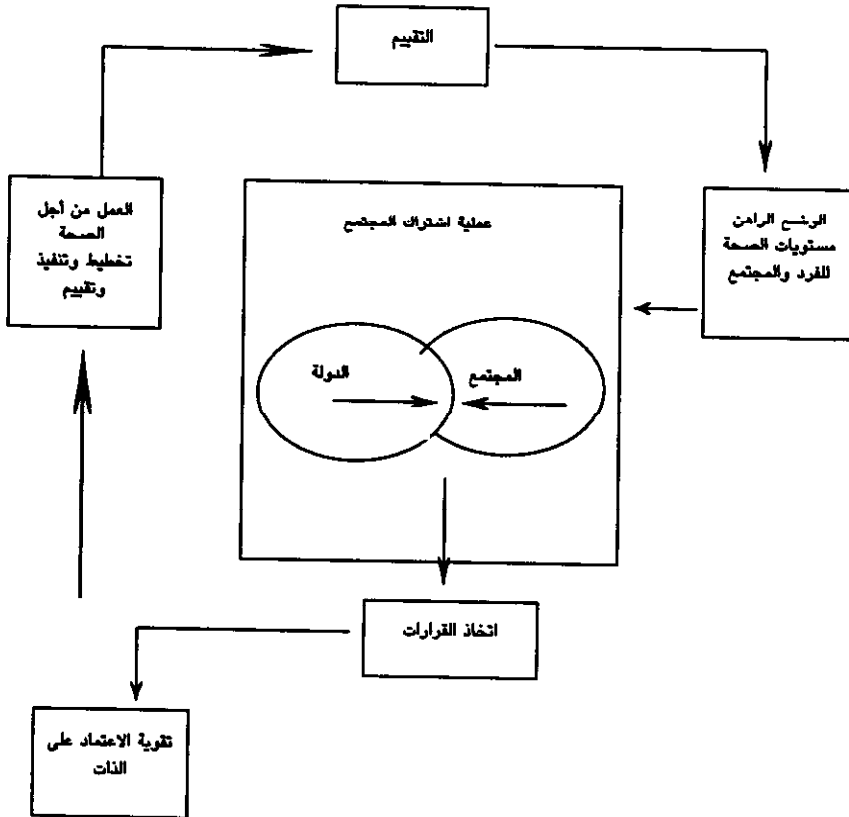 التقييم
العمل من أجل
الصحة
تخطيط وتنفيذ
وتقييم
عملية اشتراك المجتمع
الوضع الراهن
مستويات الصحة
للفرد والمجتمع
الدولة
المجتمع
اتخاذ القرارات
تقوية الاعتماد على
الذات